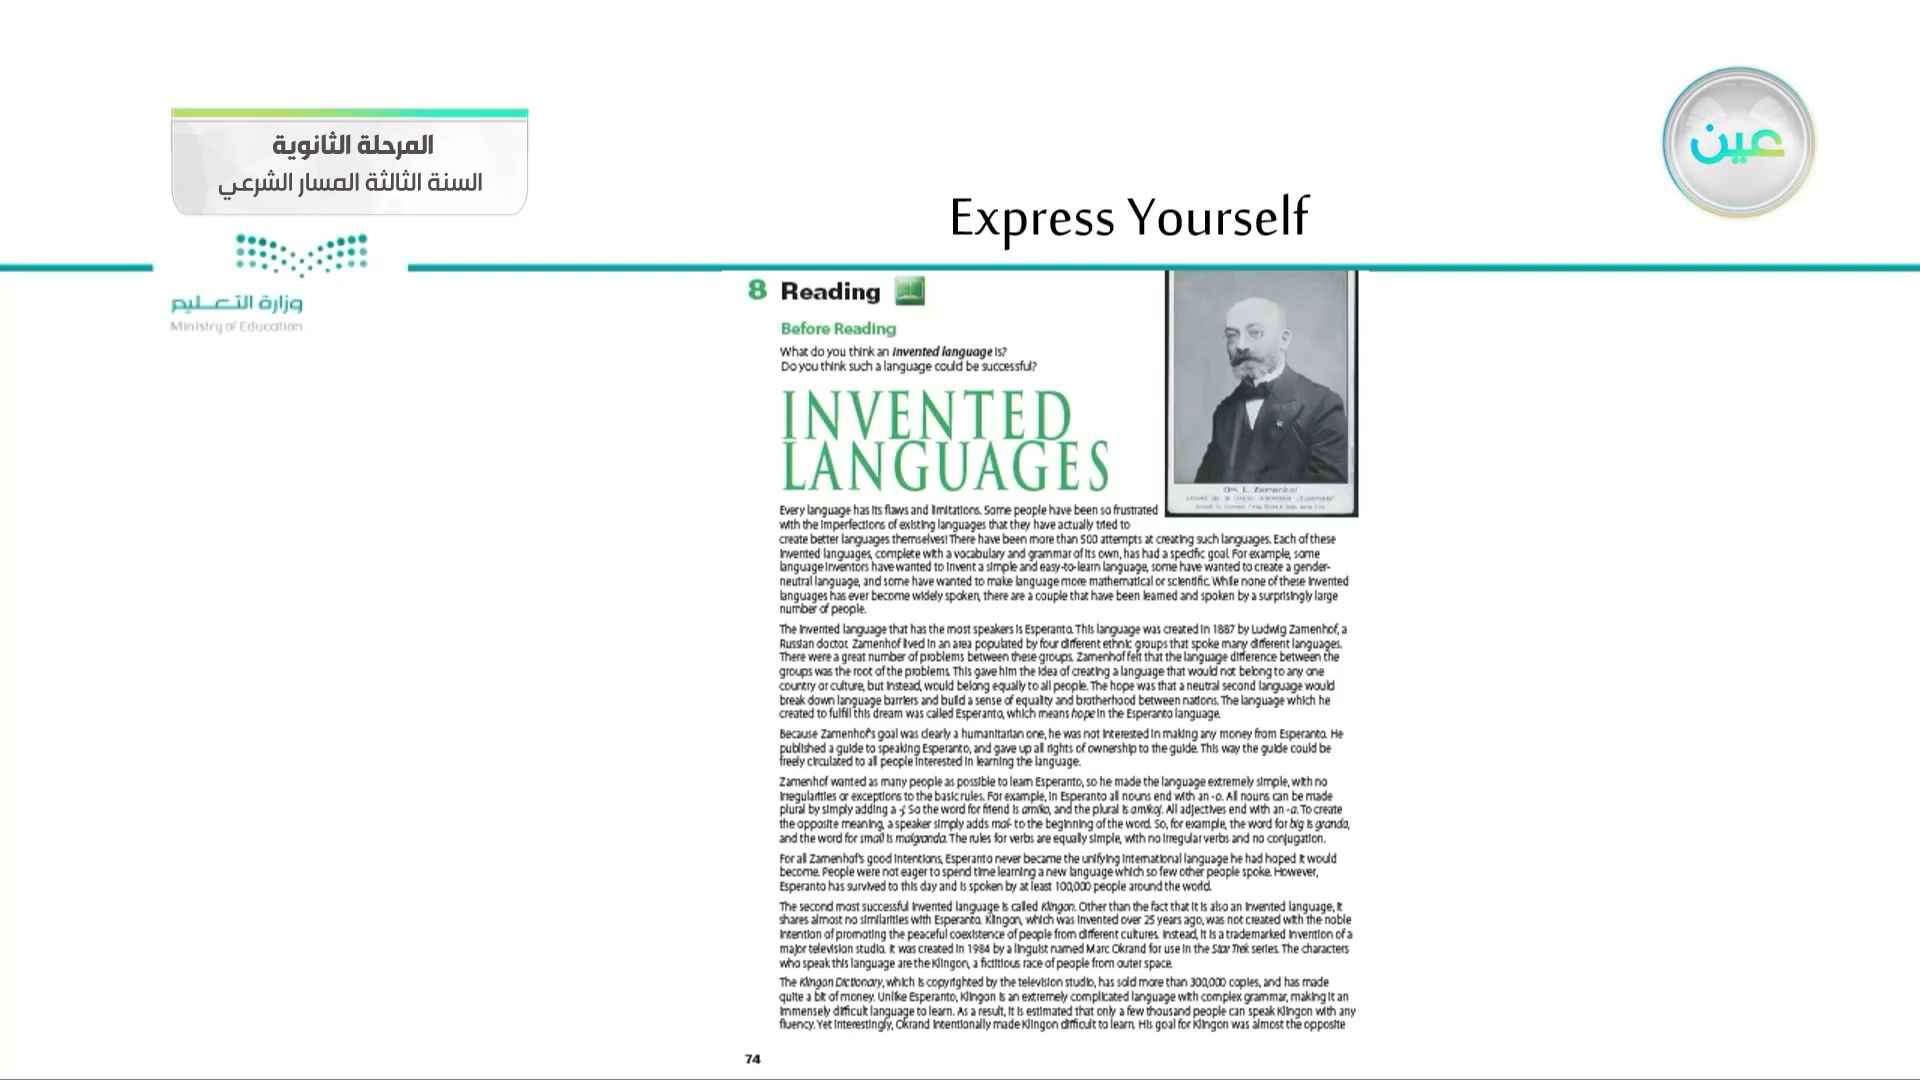 المرحلة الثانوية
السنة الثالثة المسار الشرعي
عين
Express Yourself
وزارة التعليم
Ministry of Education
8 Reading
Before Reading
What do you think an invented language is?
Do you think such a language could be successful?
INVENTED
LANGUAGES
Every language has its flaws and limitations. Some people have been so frustrated
with the imperfections of existing languages that they have actually tried to
create better languages themselves! There have been more than 500 attempts at creating such languages. Each of these
invented languages, complete with a vocabulary and grammar of its own, has had a specific goal. For example, some
language inventors have wanted to invent a simple and easy-to-learn language, some have wanted to create a gender-
neutral language, and some have wanted to make language more mathematical or scientific. While none of these invented
languages has ever become widely spoken, there are a couple that have been learned and spoken by a surprisingly large
number of people.
The invented language that has the most speakers is Esperanto. This language was created in 1887 by Ludwig Zamenhof, a
Russian doctor. Zamenhof lived in an area populated by four different ethnic groups that spoke many different languages.
There were a great number of problems between these groups. Zamenhof felt that the language difference between the
groups was the root of the problems. This gave him the idea of creating a language that would not belong to any one
country or culture, but instead, would belong equally to all people. The hope was that a neutral second language would
break down language barriers and build a sense of equality and brotherhood between nations. The language which he
created to fulfill this dream was called Esperanto, which means hope in the Esperanto language.
Because Zamenhof's goal was clearly a humanitarian one, he was not interested in making any money from Esperanto. He
published a guide to speaking Esperanto, and gave up all rights of ownership to the guide. This way the guide could be
freely circulated to all people interested in learning the language.
Zamenhof wanted as many people as possible to learn Esperanto, so he made the language extremely simple, with no
irregularities or exceptions to the basic rules. For example, in Esperanto all nouns end with an -o. All nouns can be made
plural by simply adding a -j. So the word for friend is amiko, and the plural is amikoj. All adjectives end with an -a. To create
the opposite meaning, a speaker simply adds mal- to the beginning of the word. So, for example, the word for big is granda,
and the word for small is malgranda. The rules for verbs are equally simple, with no irregular verbs and no conjugation.
For all Zamenhof's good intentions, Esperanto never became the unifying international language he had hoped it would
become. People were not eager to spend time learning a new language which so few other people spoke. However,
Esperanto has survived to this day and is spoken by at least 100,000 people around the world.
The second most successful invented language is called Klingon. Other than the fact that it is also an invented language, it
shares almost no similarities with Esperanto. Klingon, which was invented over 25 years ago, was not created with the noble
intention of promoting the peaceful coexistence of people from different cultures. Instead, it is a trademarked invention of a
major television studio. It was created in 1984 by a linguist named Marc Okrand for use in the Star Trek series. The characters
who speak this language are the Klingon, a fictitious race of people from outer space.
The Klingon Dictionary, which is copyrighted by the television studio, has sold more than 300,000 copies, and has made
quite a bit of money. Unlike Esperanto, Klingon is an extremely complicated language with complex grammar, making it an
immensely difficult language to learn. As a result, it is estimated that only a few thousand people can speak Klingon with any
fluency. Yet interestingly, Okrand intentionally made Klingon difficult to learn. His goal for Klingon was almost the opposite
74